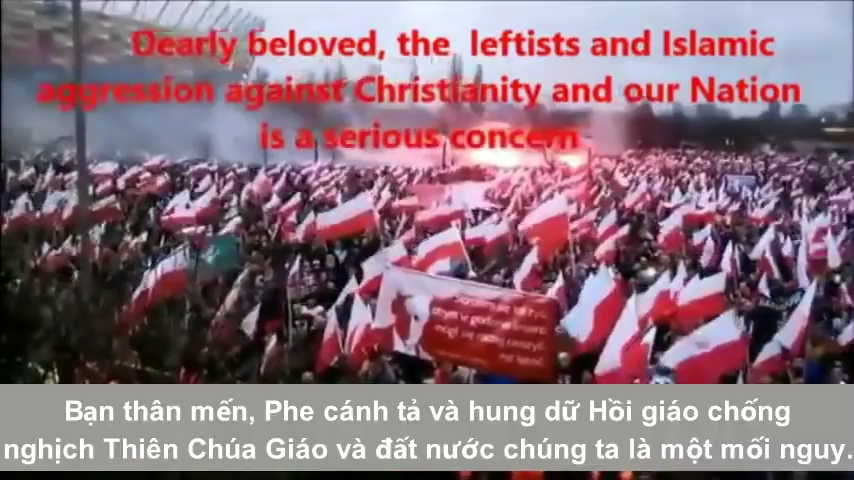 Dearly beloved, the leftists and Islamic
aggression against Christianity and our Nation
is a serious concern
Bạn thân mến, Phe cánh tả và hung dữ Hồi giáo chống
nghịch Thiên Chúa Giáo và đất nước chúng ta là một mối nguy.